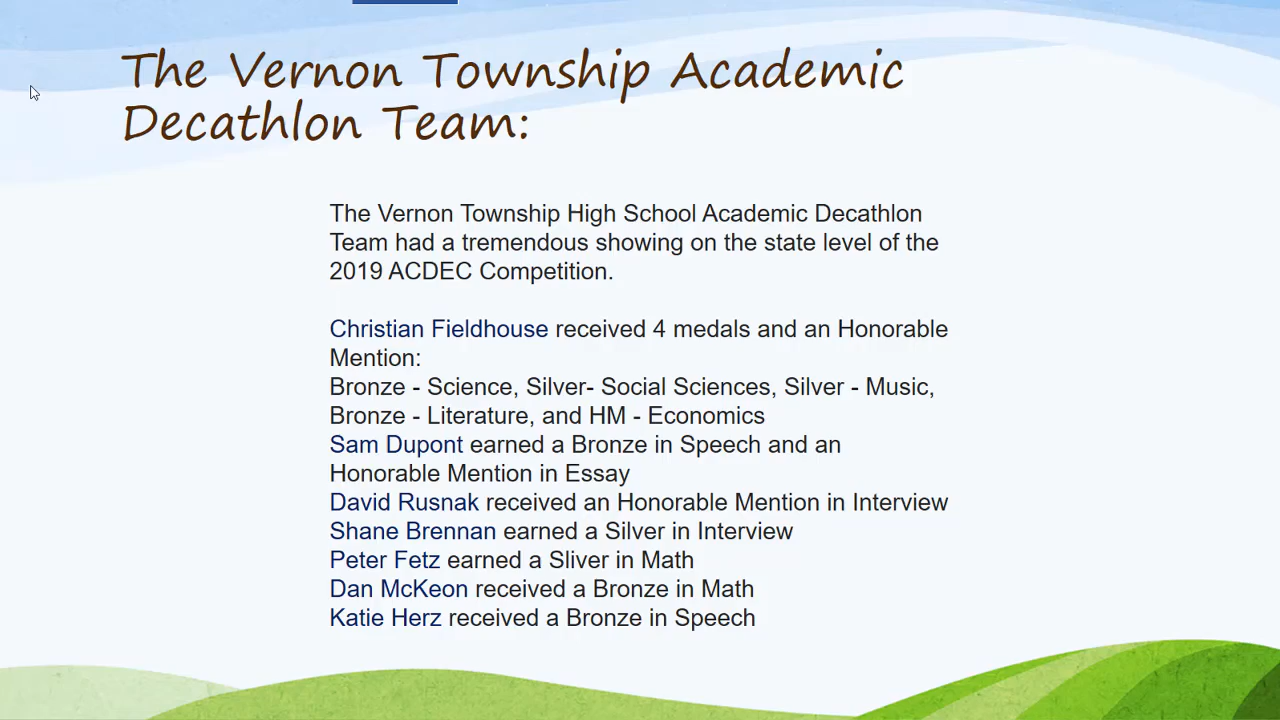 The Vernon Township Academic
Decathlon Team:
The Vernon Township High School Academic Decathlon
Team had a tremendous showing on the state level of the
2019 ACDEC Competition.
Christian Fieldhouse received 4 medals and an Honorable
Mention:
Bronze - Science, Silver- Social Sciences, Silver - Music,
Bronze - Literature, and HM - Economics
Sam Dupont earned a Bronze in Speech and an
Honorable Mention in Essay
David Rusnak received an Honorable Mention in Interview
Shane Brennan earned a Silver in Interview
Peter Fetz earned a Sliver in Math
Dan McKeon received a Bronze in Math
Katie Herz received a Bronze in Speech